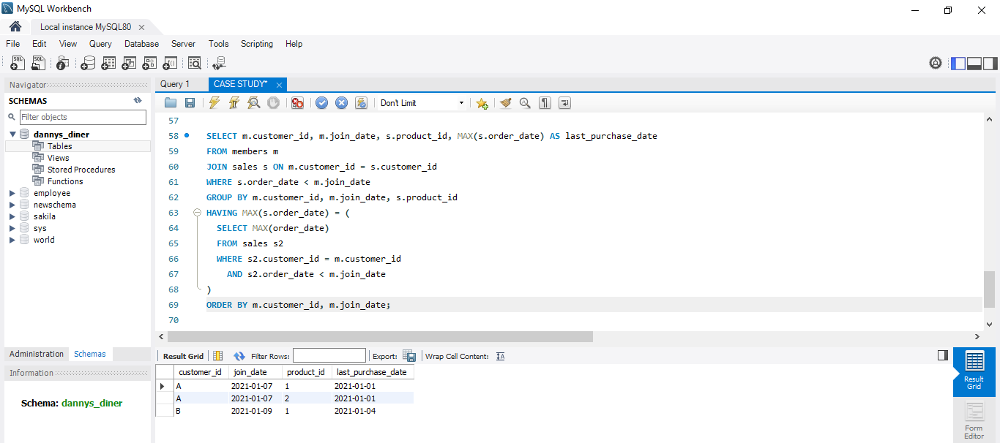 MySQL Workbench
Local instance MySQL80
File Edit View Query Database Server Tools Scripting Help
Navigator
SCHEMAS
Filter objects
dannys_diner
Tables
Views
Stored Procedures
Functions
employee
newschema
sakila
sys
world
Administration Schemas
Information
Schema: dannys_diner
Query 1 CASE STUDY*
Don't Limit
57
58 SELECT m.customer_id, m.join_date, s.product_id, MAX(s.order_date) AS last_purchase_date
59 FROM members m
60 JOIN sales s ON m.customer_id = s.customer_id
61 WHERE s.order_date < m.join_date
62 GROUP BY m.customer_id, m.join_date, s.product_id
63 HAVING MAX(s.order_date) = (
64 SELECT MAX(order_date)
65 FROM sales s2
66 WHERE s2.customer_id = m.customer_id
67 AND s2.order_date < m.join_date
68 )
69 ORDER BY m.customer_id, m.join_date;
70
Result Grid Filter Rows: Export: Wrap Cell Content:
customer_id join_date product_id last_purchase_date
A 2021-01-07 1 2021-01-01
A 2021-01-07 2 2021-01-01
B 2021-01-09 1 2021-01-04
Result
Grid
Form
Editor